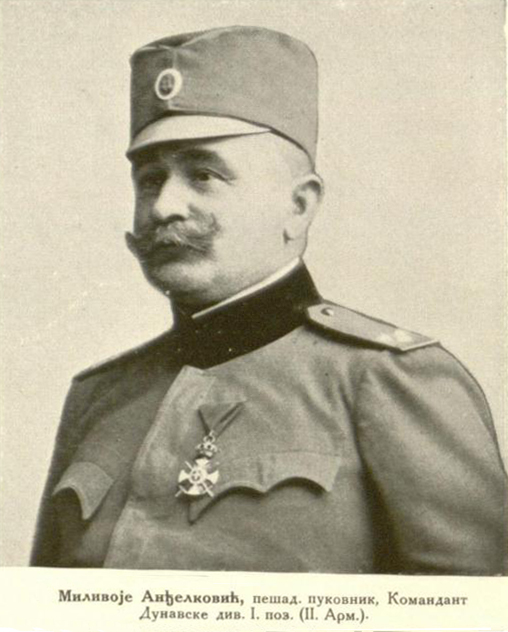 Миливоје Анђелковић, пешад. пуковник, Командант
Дунавске див. I. поз. (II. Арм.).